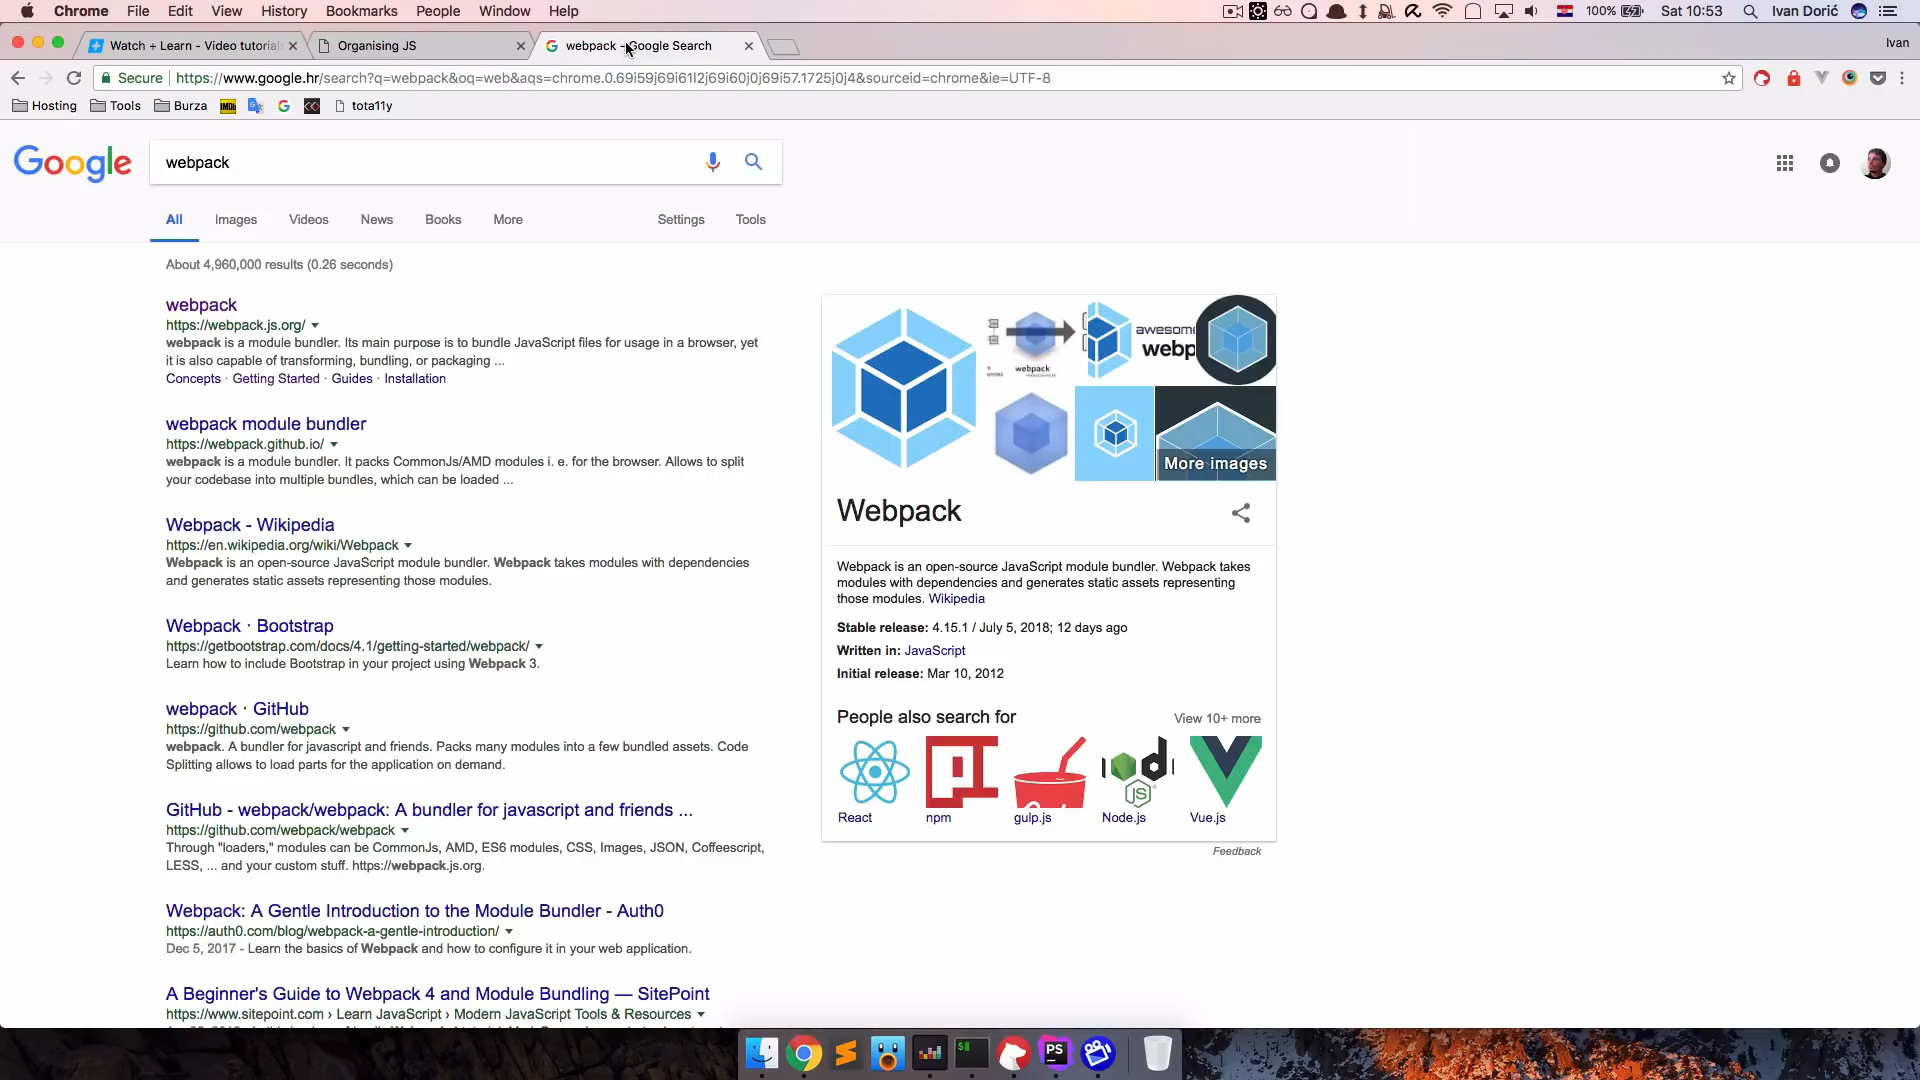 Chrome File Edit View History Bookmarks People Window Help 100% Sat 10:53 Ivan Dorić
Watch + Learn - Video tutorials Organising JS webpack - Google Search Ivan
Secure https://www.google.hr/search?q=webpack&oq=web&aqs=chrome.0.69i59j69i61l2j69i60j0j69i57.1725j0j4&sourceid=chrome&ie=UTF-8
Hosting Tools Burza IMDb tota11y
Google webpack
All Images Videos News Books More Settings Tools
About 4,960,000 results (0.26 seconds)
webpack
https://webpack.js.org/
webpack is a module bundler. Its main purpose is to bundle JavaScript files for usage in a browser, yet
it is also capable of transforming, bundling, or packaging ...
Concepts · Getting Started · Guides · Installation
webpack module bundler
https://webpack.github.io/
webpack is a module bundler. It packs CommonJs/AMD modules i. e. for the browser. Allows to split
your codebase into multiple bundles, which can be loaded ...
Webpack - Wikipedia
https://en.wikipedia.org/wiki/Webpack
Webpack is an open-source JavaScript module bundler. Webpack takes modules with dependencies
and generates static assets representing those modules.
Webpack · Bootstrap
https://getbootstrap.com/docs/4.1/getting-started/webpack/
Learn how to include Bootstrap in your project using Webpack 3.
webpack · GitHub
https://github.com/webpack
webpack. A bundler for javascript and friends. Packs many modules into a few bundled assets. Code
Splitting allows to load parts for the application on demand.
GitHub - webpack/webpack: A bundler for javascript and friends ...
https://github.com/webpack/webpack
Through "loaders," modules can be CommonJs, AMD, ES6 modules, CSS, Images, JSON, Coffeescript,
LESS, ... and your custom stuff. https://webpack.js.org.
Webpack: A Gentle Introduction to the Module Bundler - Auth0
https://auth0.com/blog/webpack-a-gentle-introduction/
Dec 5, 2017 - Learn the basics of Webpack and how to configure it in your web application.
A Beginner's Guide to Webpack 4 and Module Bundling — SitePoint
https://www.sitepoint.com › Learn JavaScript › Modern JavaScript Tools & Resources
awesome
webp
webpack
More images
Webpack
Webpack is an open-source JavaScript module bundler. Webpack takes
modules with dependencies and generates static assets representing
those modules. Wikipedia
Stable release: 4.15.1 / July 5, 2018; 12 days ago
Written in: JavaScript
Initial release: Mar 10, 2012
People also search for View 10+ more
React npm gulp.js Node.js Vue.js
Feedback
PS